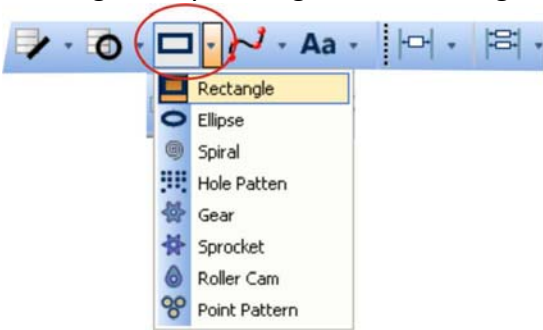 Aa
Rectangle
Ellipse
Spiral
Hole Patten
Gear
Sprocket
Roller Cam
Point Pattern